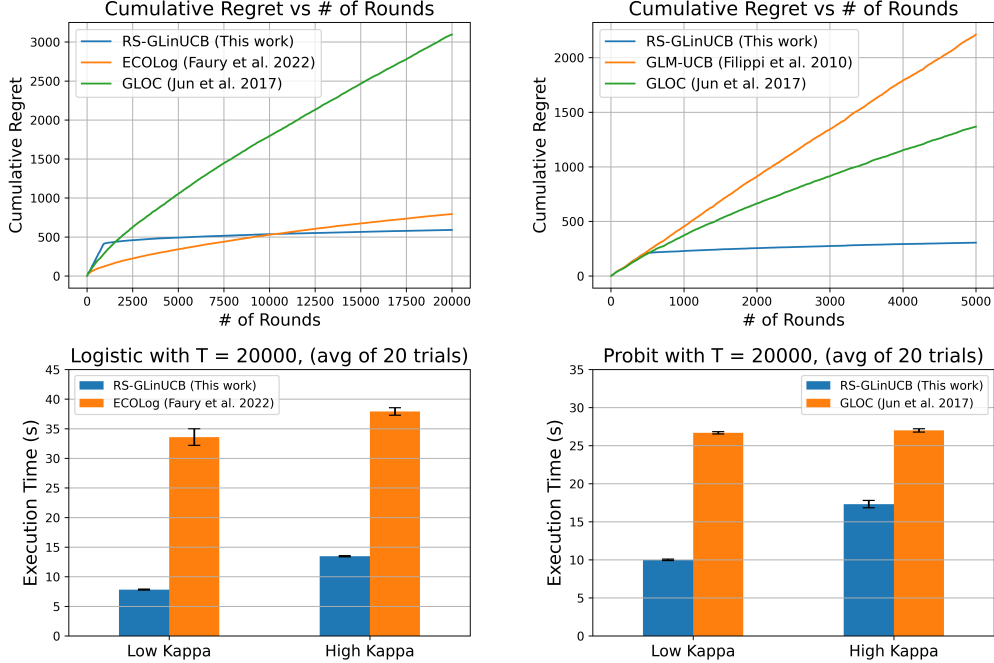 Cumulative Regret vs # of Rounds
RS-GLinUCB (This work)
ECOLog (Faury et al. 2022)
GLOC (Jun et al. 2017)
Cumulative Regret
3000
2500
2000
1500
1000
500
0
0 2500 5000 7500 10000 12500 15000 17500 20000
# of Rounds
Cumulative Regret vs # of Rounds
RS-GLinUCB (This work)
GLM-UCB (Filippi et al. 2010)
GLOC (Jun et al. 2017)
Cumulative Regret
2000
1500
1000
500
0
0 1000 2000 3000 4000 5000
# of Rounds
Logistic with T = 20000, (avg of 20 trials)
RS-GLinUCB (This work)
ECOLog (Faury et al. 2022)
Execution Time (s)
45
40
35
30
25
20
15
10
5
0
Low Kappa High Kappa
Probit with T = 20000, (avg of 20 trials)
RS-GLinUCB (This work)
GLOC (Jun et al. 2017)
Execution Time (s)
35
30
25
20
15
10
5
0
Low Kappa High Kappa